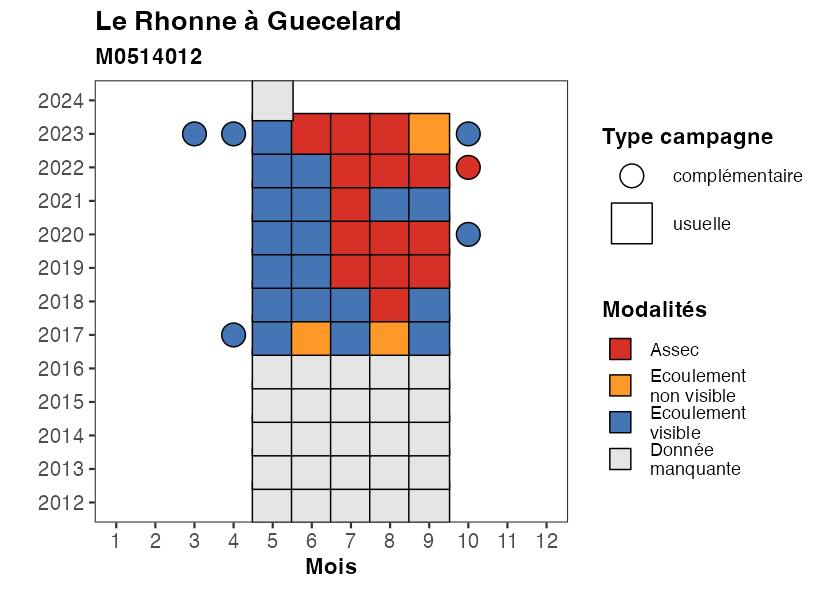 Le Rhonne à Guecelard
M0514012
2024
2023
2022
2021
2020
2019
2018
2017
2016
2015
2014
2013
2012
1 2 3 4 5 6 7 8 9 10 11 12
Mois
Type campagne
complémentaire
usuelle
Modalités
Assec
Ecoulement
non visible
Ecoulement
visible
Donnée
manquante